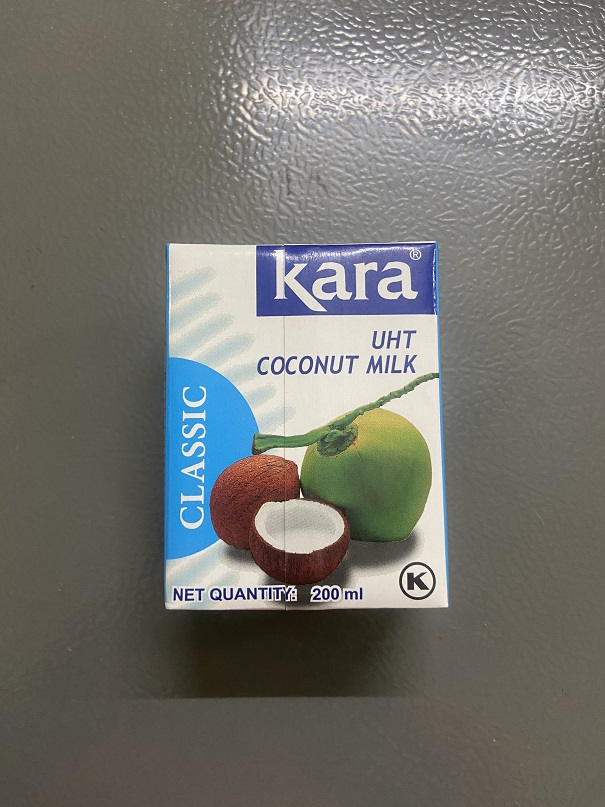 kara®
UHT
COCONUT MILK
CLASSIC
NET QUANTITY: 200 ml
K